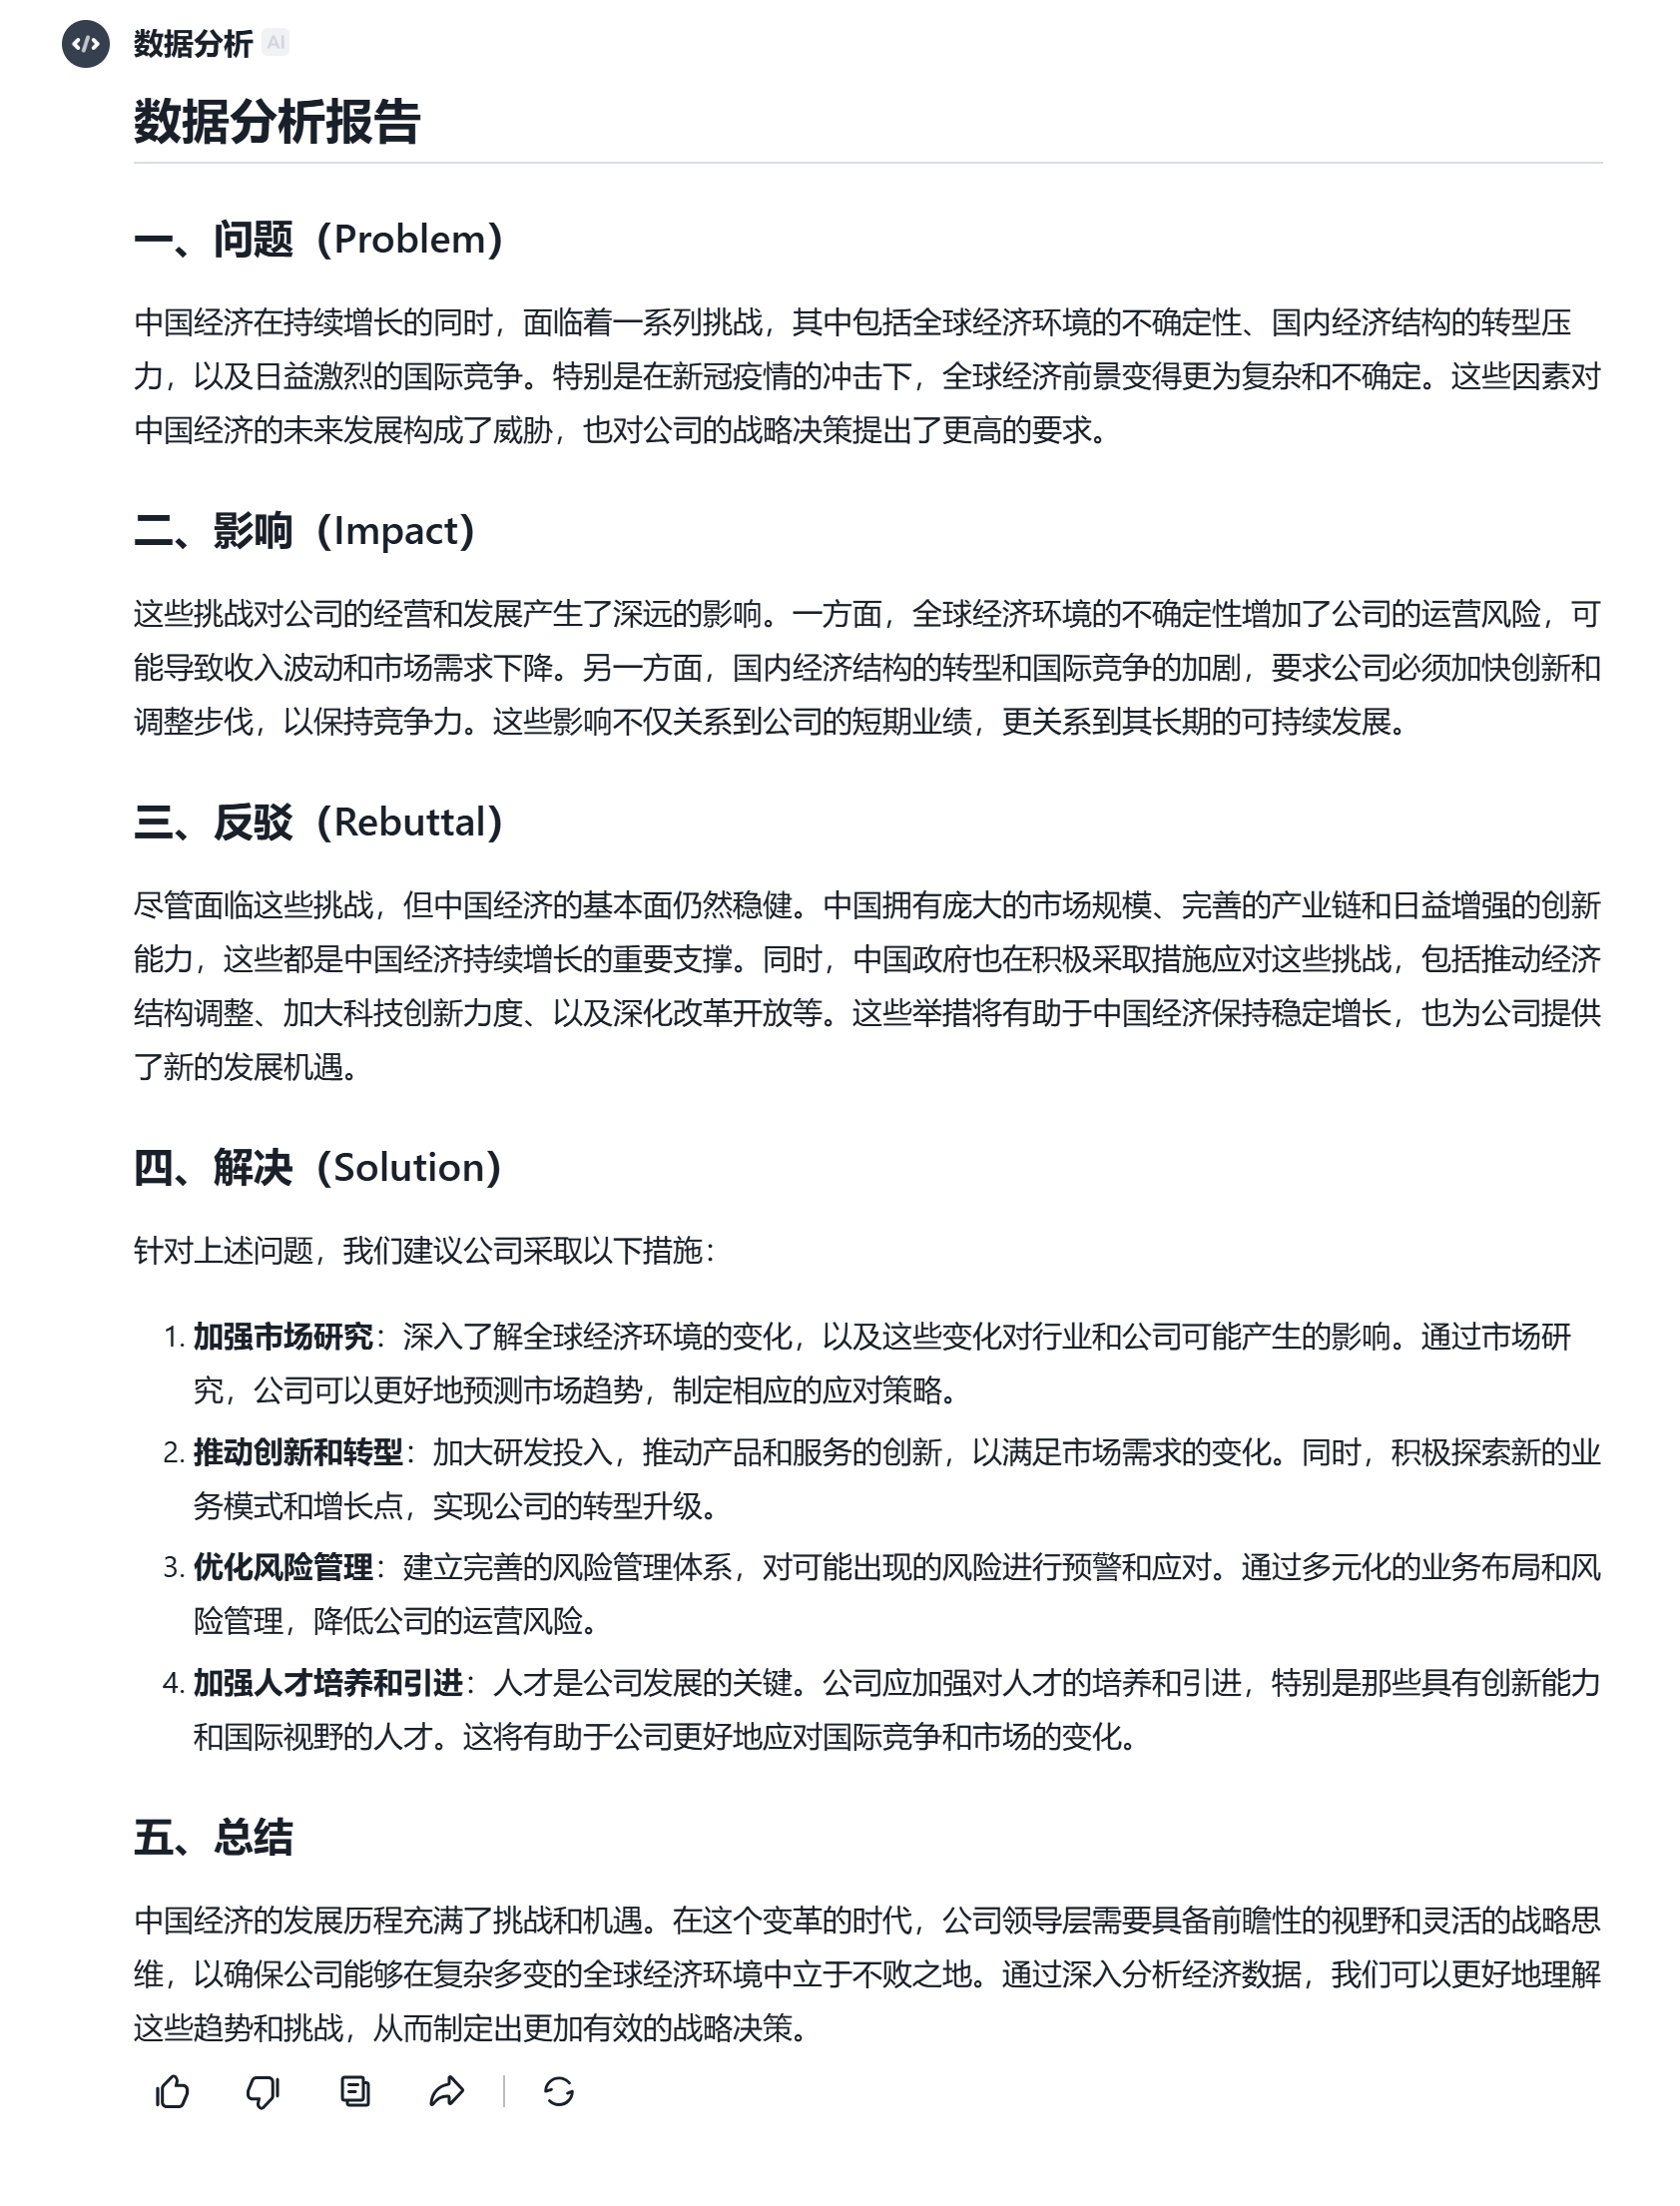 数据分析 AI
数据分析报告
一、问题（Problem）
中国经济在持续增长的同时，面临着一系列挑战，其中包括全球经济环境的不确定性、国内经济结构的转型压
力，以及日益激烈的国际竞争。特别是在新冠疫情的冲击下，全球经济前景变得更为复杂和不确定。这些因素对
中国经济的未来发展构成了威胁，也对公司的战略决策提出了更高的要求。
二、影响（Impact）
这些挑战对公司的经营和发展产生了深远的影响。一方面，全球经济环境的不确定性增加了公司的运营风险，可
能导致收入波动和市场需求下降。另一方面，国内经济结构的转型和国际竞争的加剧，要求公司必须加快创新和
调整步伐，以保持竞争力。这些影响不仅关系到公司的短期业绩，更关系到其长期的可持续发展。
三、反驳（Rebuttal）
尽管面临这些挑战，但中国经济的基本面仍然稳健。中国拥有庞大的市场规模、完善的产业链和日益增强的创新
能力，这些都是中国经济持续增长的重要支撑。同时，中国政府也在积极采取措施应对这些挑战，包括推动经济
结构调整、加大科技创新力度、以及深化改革开放等。这些举措将有助于中国经济保持稳定增长，也为公司提供
了新的发展机遇。
四、解决（Solution）
针对上述问题，我们建议公司采取以下措施：
1. 加强市场研究：深入了解全球经济环境的变化，以及这些变化对行业和公司可能产生的影响。通过市场研
究，公司可以更好地预测市场趋势，制定相应的应对策略。
2. 推动创新和转型：加大研发投入，推动产品和服务的创新，以满足市场需求的变化。同时，积极探索新的业
务模式和增长点，实现公司的转型升级。
3. 优化风险管理：建立完善的风险管理体系，对可能出现的风险进行预警和应对。通过多元化的业务布局和风
险管理，降低公司的运营风险。
4. 加强人才培养和引进：人才是公司发展的关键。公司应加强对人才的培养和引进，特别是那些具有创新能力
和国际视野的人才。这将有助于公司更好地应对国际竞争和市场的变化。
五、总结
中国经济的发展历程充满了挑战和机遇。在这个变革的时代，公司领导层需要具备前瞻性的视野和灵活的战略思
维，以确保公司能够在复杂多变的全球经济环境中立于不败之地。通过深入分析经济数据，我们可以更好地理解
这些趋势和挑战，从而制定出更加有效的战略决策。